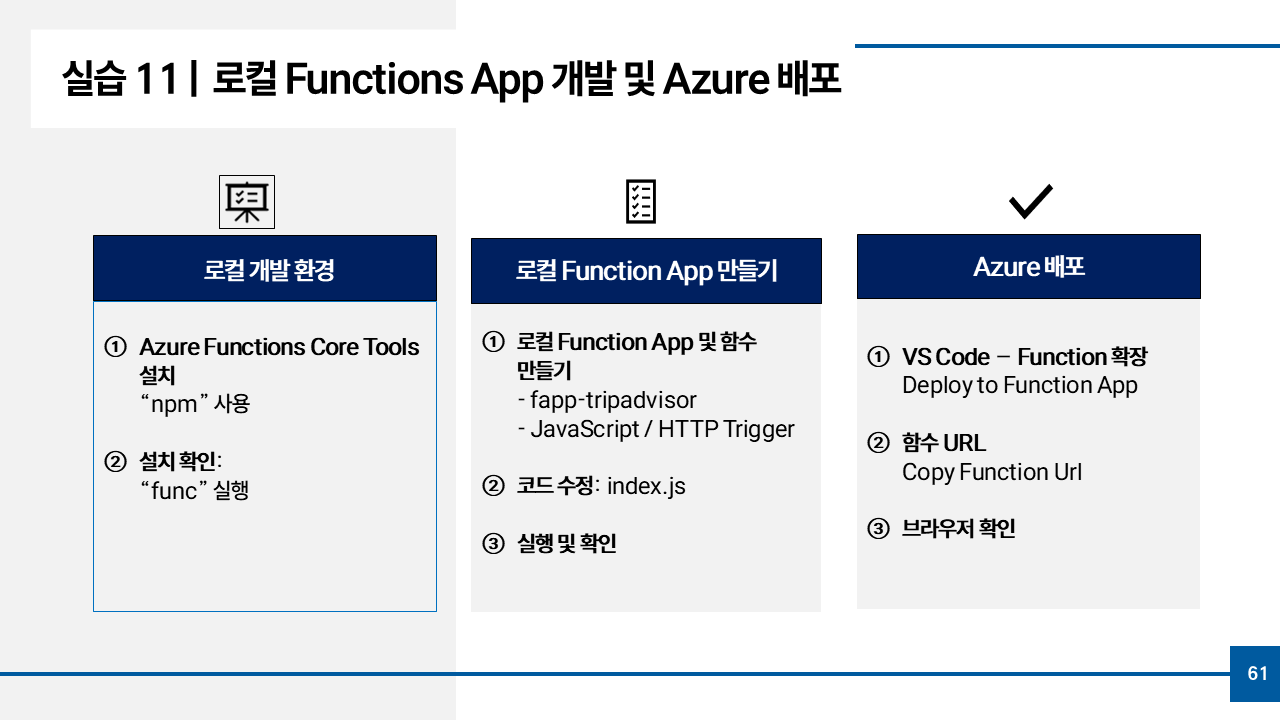 실습 11| 로컬 Functions App 개발 및 Azure 배포
로컬 개발 환경
① Azure Functions Core Tools
설치
“npm” 사용
② 설치 확인:
“func” 실행
로컬 Function App 만들기
① 로컬 Function App 및 함수
만들기
- fapp-tripadvisor
- JavaScript / HTTP Trigger
② 코드 수정: index.js
③ 실행 및 확인
Azure 배포
① VS Code – Function 확장
Deploy to Function App
② 함수 URL
Copy Function Url
③ 브라우저 확인
61